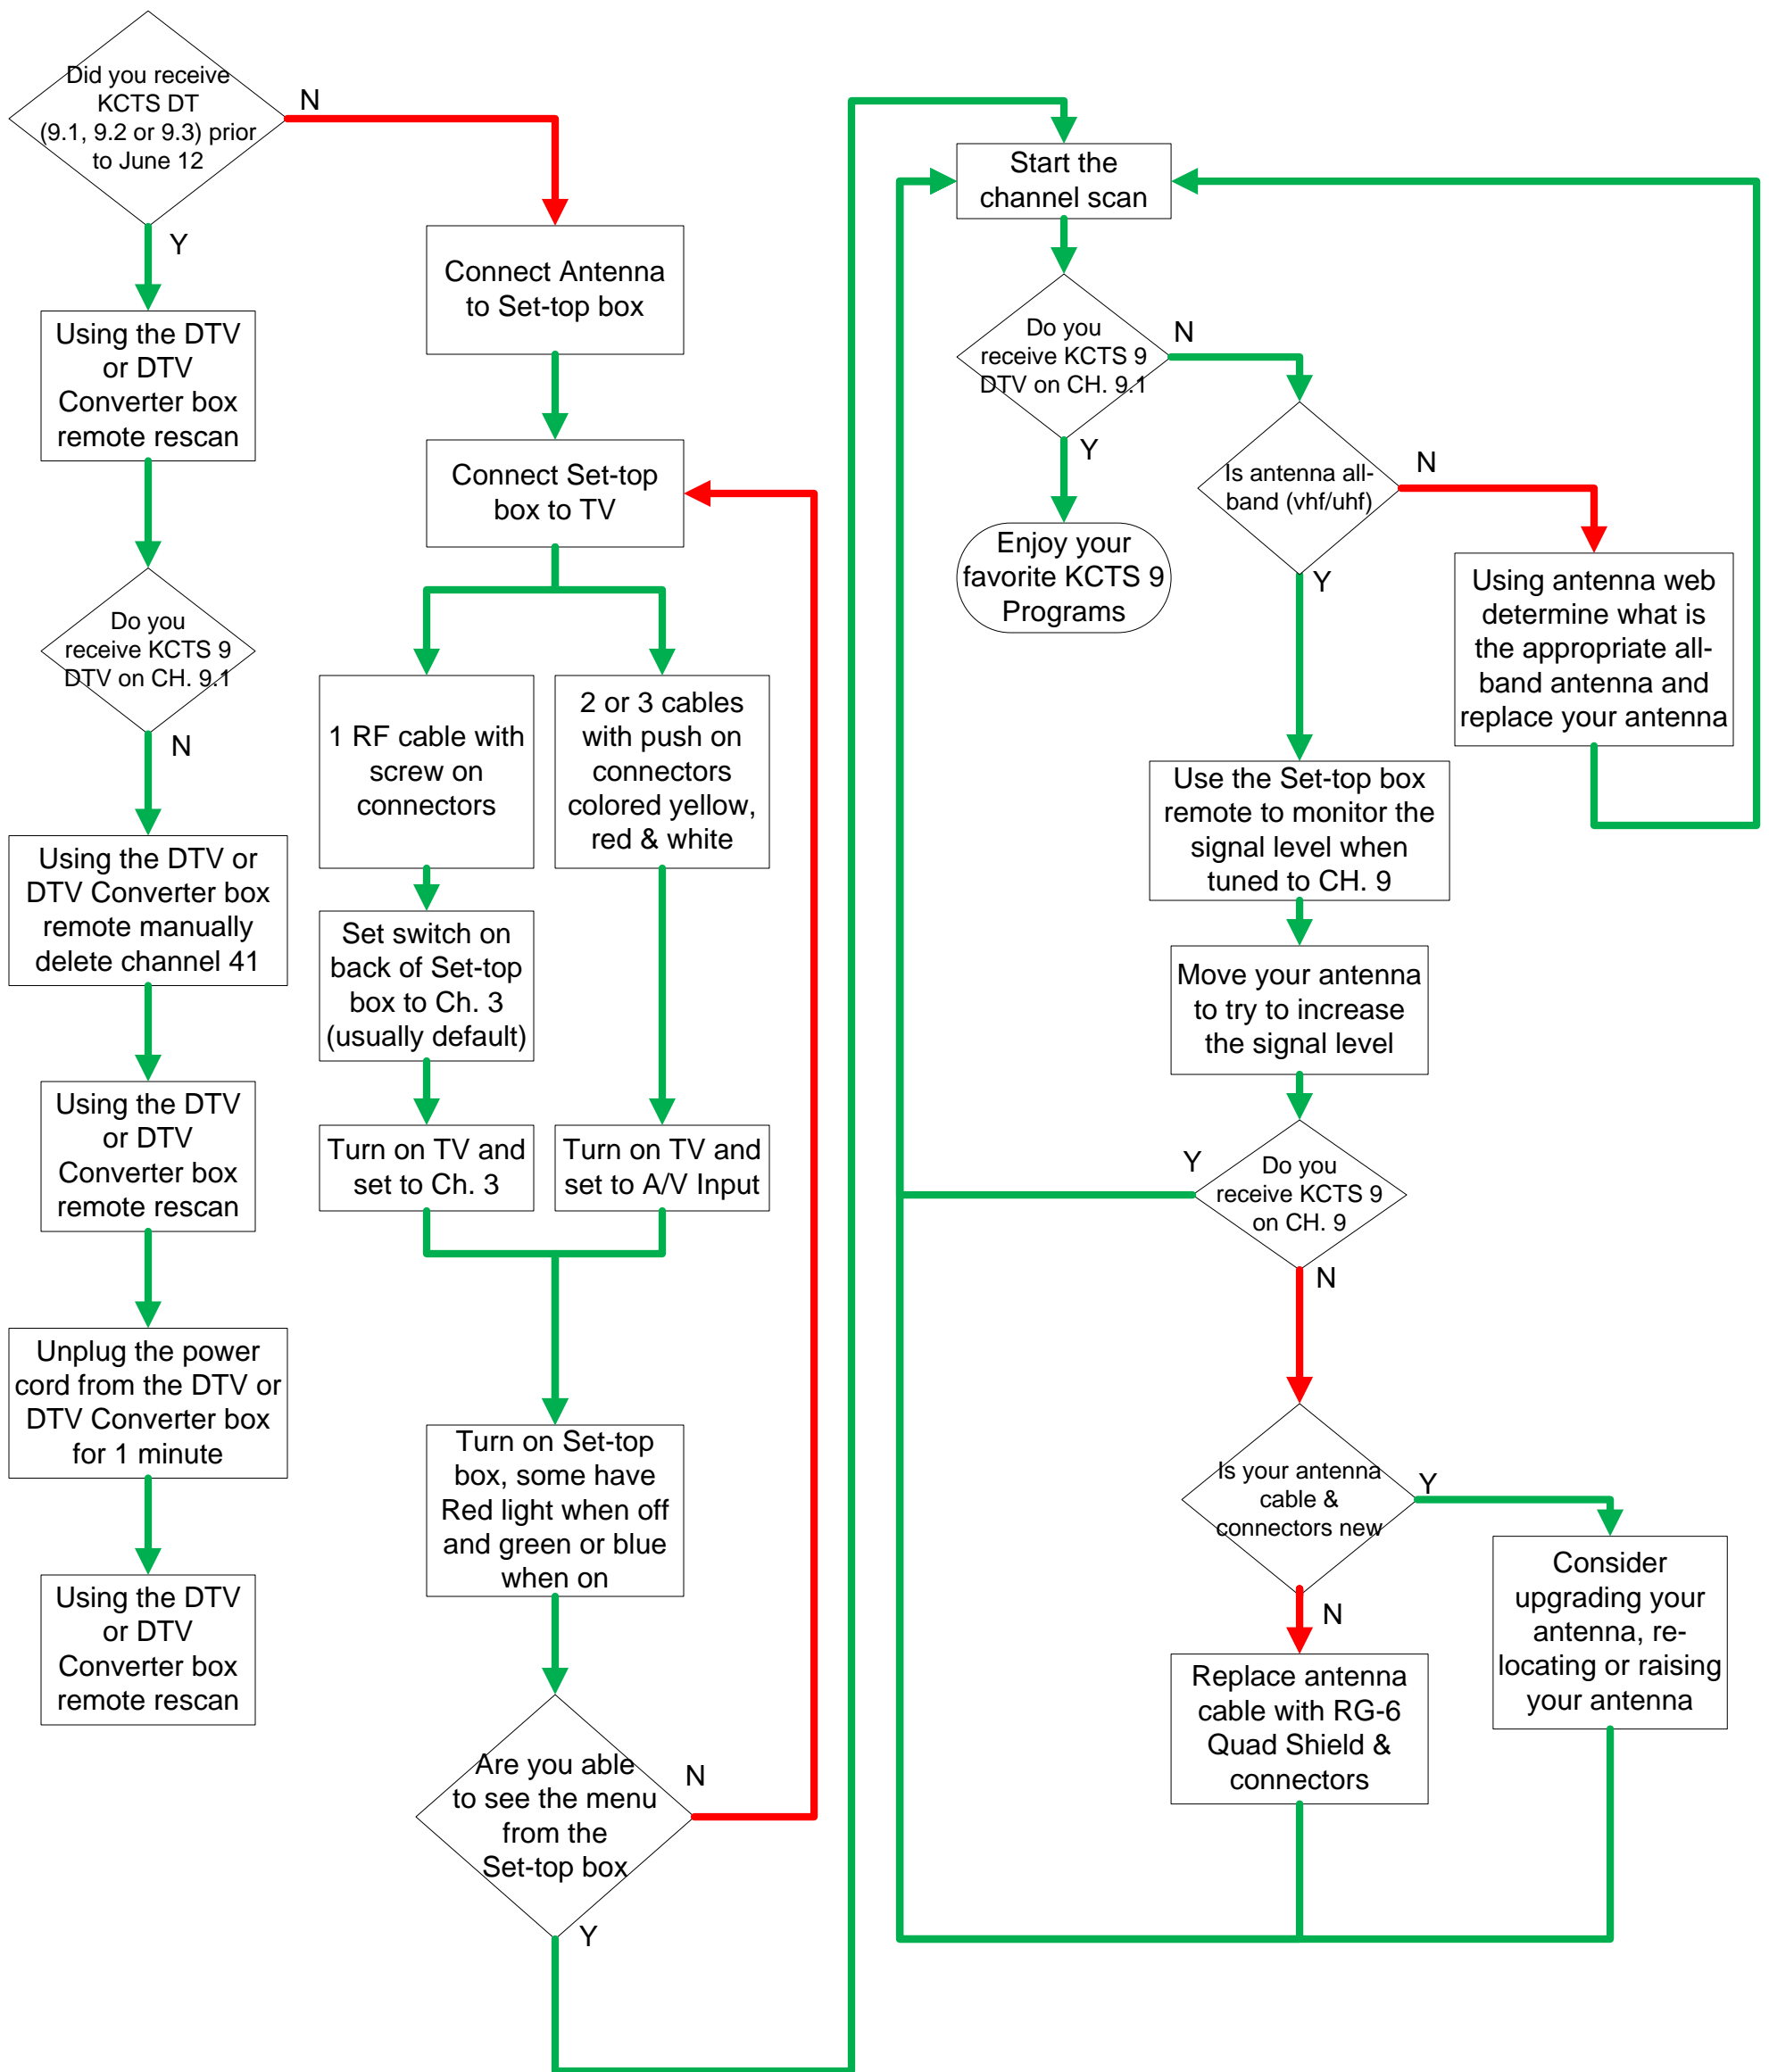 Did you receive
KCTS DT
(9.1, 9.2 or 9.3) prior
to June 12
N
Y
Using the DTV
or DTV
Converter box
remote rescan
Do you
receive KCTS 9
DTV on CH. 9.1
N
Using the DTV or
DTV Converter box
remote manually
delete channel 41
Using the DTV
or DTV
Converter box
remote rescan
Unplug the power
cord from the DTV or
DTV Converter box
for 1 minute
Using the DTV
or DTV
Converter box
remote rescan
Connect Antenna
to Set-top box
Connect Set-top
box to TV
1 RF cable with
screw on
connectors
2 or 3 cables
with push on
connectors
colored yellow,
red & white
Set switch on
back of Set-top
box to Ch. 3
(usually default)
Turn on TV and
set to Ch. 3
Turn on TV and
set to A/V Input
Turn on Set-top
box, some have
Red light when off
and green or blue
when on
Are you able
to see the menu
from the
Set-top box
N
Y
Start the
channel scan
Do you
receive KCTS 9
DTV on CH. 9.1
N
Y
Enjoy your
favorite KCTS 9
Programs
Is antenna all-
band (vhf/uhf)
N
Y
Using antenna web
determine what is
the appropriate all-
band antenna and
replace your antenna
Use the Set-top box
remote to monitor the
signal level when
tuned to CH. 9
Move your antenna
to try to increase
the signal level
Do you
receive KCTS 9
on CH. 9
Y
N
Is your antenna
cable &
connectors new
Y
N
Consider
upgrading your
antenna, re-
locating or raising
your antenna
Replace antenna
cable with RG-6
Quad Shield &
connectors